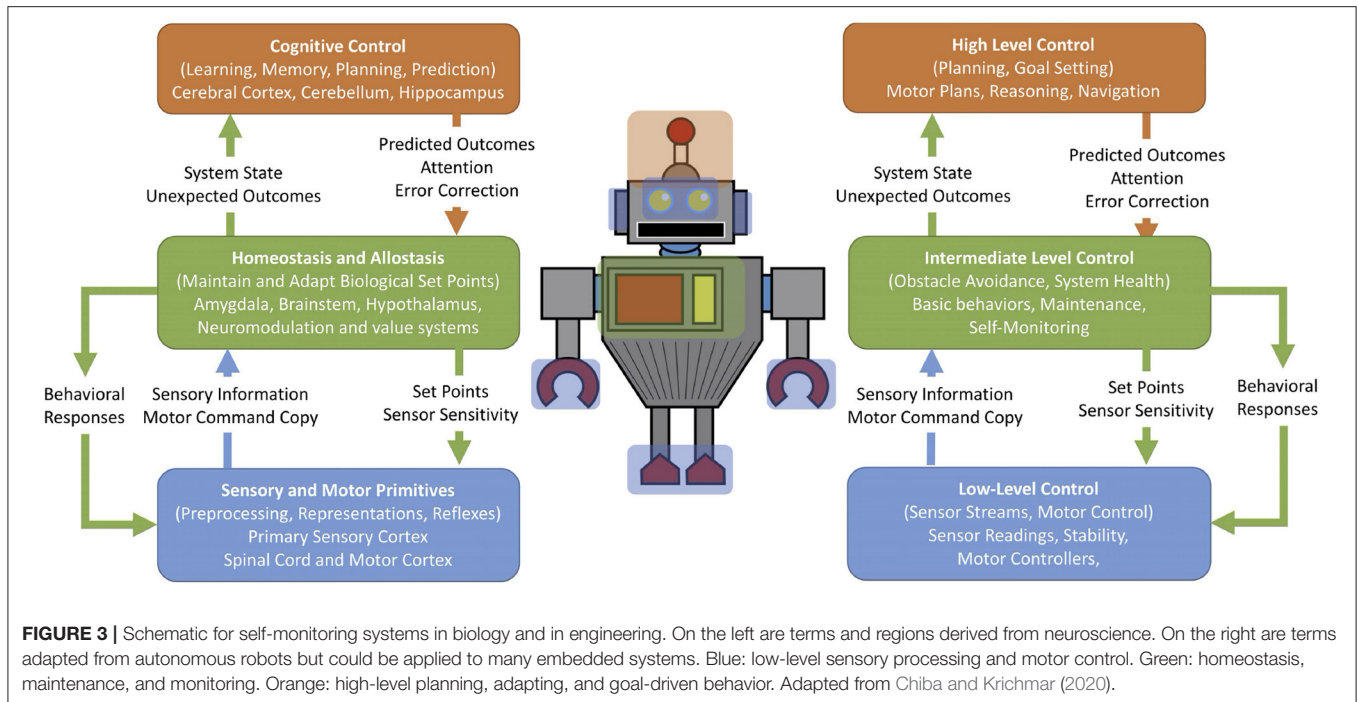 Cognitive Control
(Learning, Memory, Planning, Prediction)
Cerebral Cortex, Cerebellum, Hippocampus
System State
Unexpected Outcomes
Predicted Outcomes
Attention
Error Correction
Homeostasis and Allostasis
(Maintain and Adapt Biological Set Points)
Amygdala, Brainstem, Hypothalamus,
Neuromodulation and value systems
Behavioral
Responses
Sensory Information
Motor Command Copy
Set Points
Sensor Sensitivity
Sensory and Motor Primitives
(Preprocessing, Representations, Reflexes)
Primary Sensory Cortex
Spinal Cord and Motor Cortex
High Level Control
(Planning, Goal Setting)
Motor Plans, Reasoning, Navigation
System State
Unexpected Outcomes
Predicted Outcomes
Attention
Error Correction
Intermediate Level Control
(Obstacle Avoidance, System Health)
Basic behaviors, Maintenance,
Self-Monitoring
Sensory Information
Motor Command Copy
Set Points
Sensor Sensitivity
Behavioral
Responses
Low-Level Control
(Sensor Streams, Motor Control)
Sensor Readings, Stability,
Motor Controllers,
FIGURE 3 | Schematic for self-monitoring systems in biology and in engineering. On the left are terms and regions derived from neuroscience. On the right are terms
adapted from autonomous robots but could be applied to many embedded systems. Blue: low-level sensory processing and motor control. Green: homeostasis,
maintenance, and monitoring. Orange: high-level planning, adapting, and goal-driven behavior. Adapted from Chiba and Krichmar (2020).